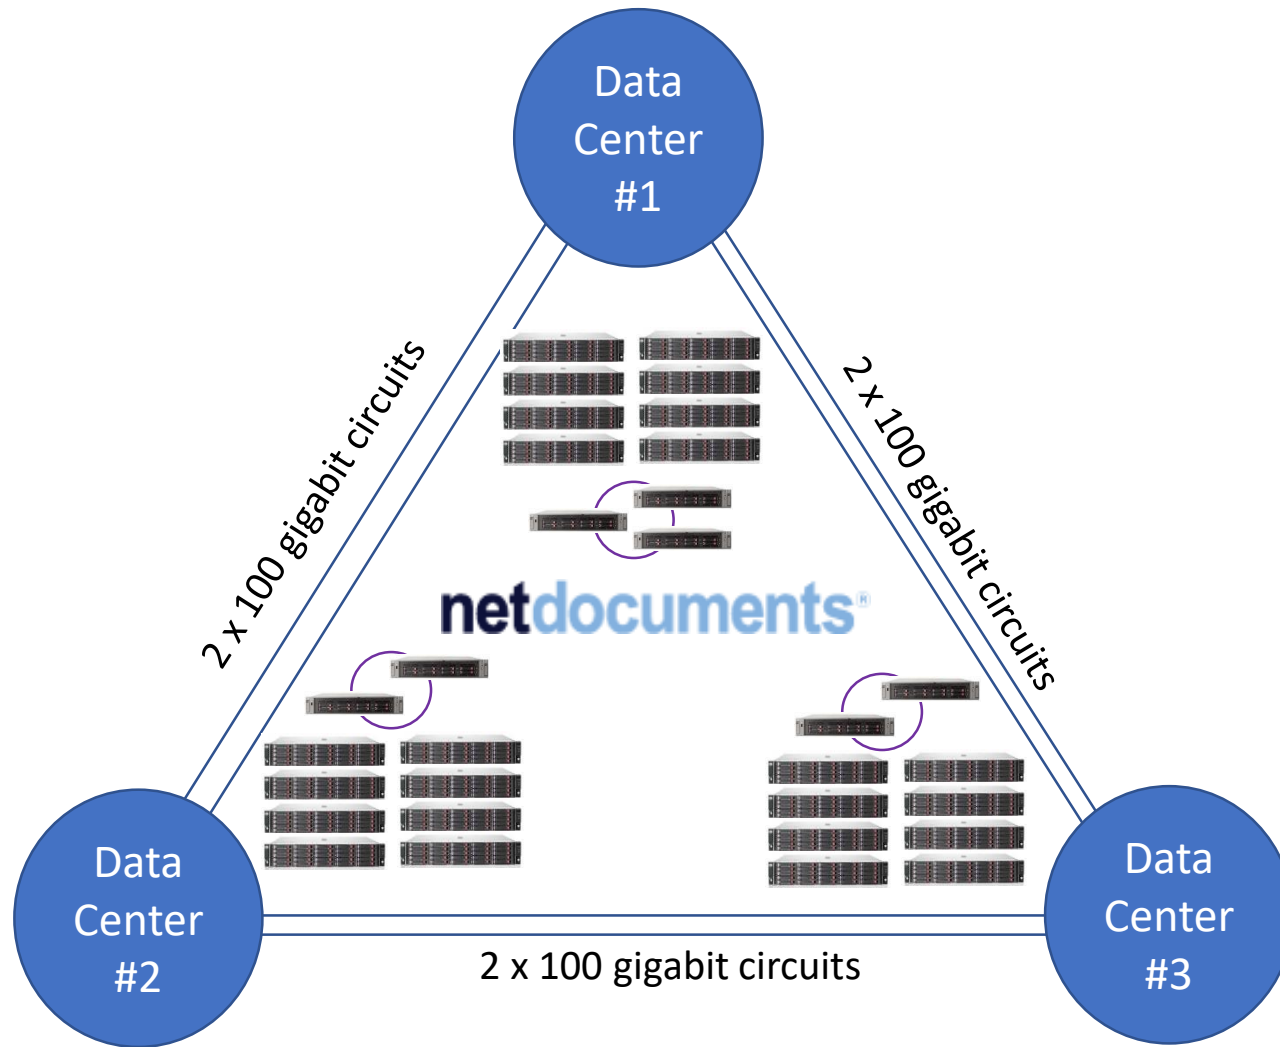 Data
Center
#1
2 x 100 gigabit circuits
2 x 100 gigabit circuits
netdocuments®
Data
Center
#2
Data
Center
#3
2 x 100 gigabit circuits